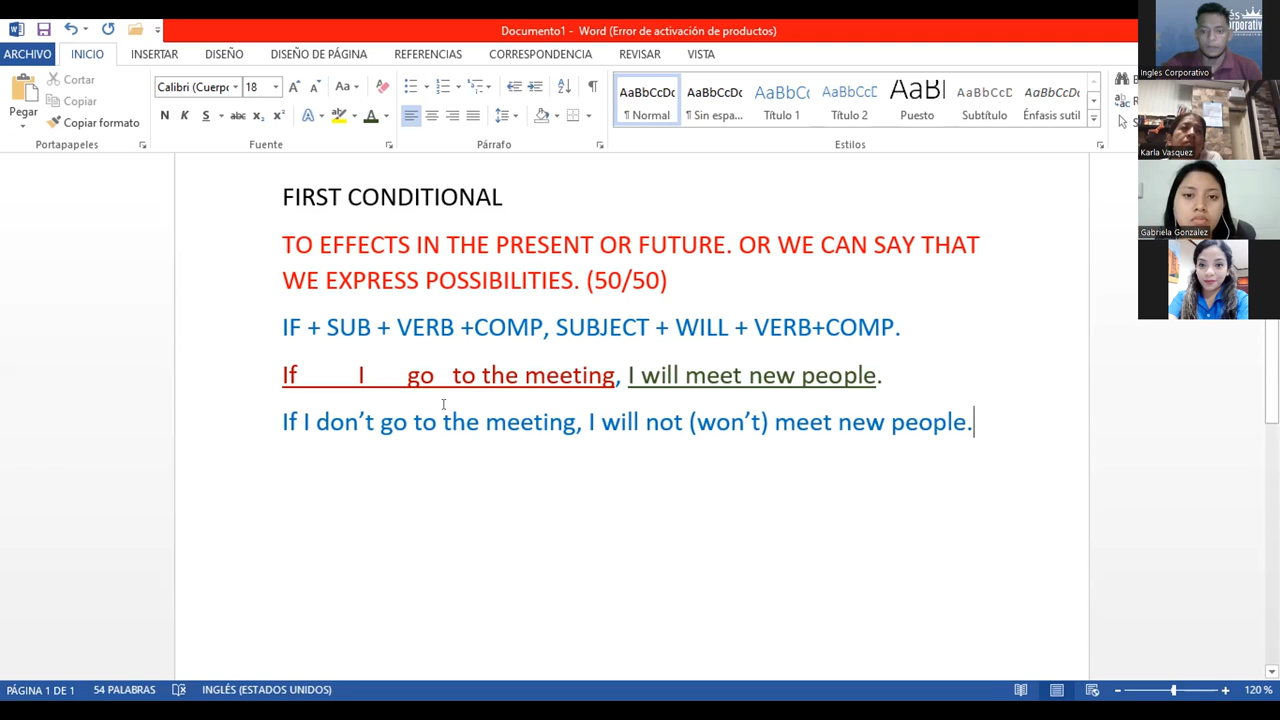 Documento1 - Word (Error de activación de productos)
ARCHIVO INICIO INSERTAR DISEÑO DISEÑO DE PÁGINA REFERENCIAS CORRESPONDENCIA REVISAR VISTA
Pegar
Cortar
Copiar
Copiar formato
Portapapeles
Calibri (Cuerpo 18
N K S abc x₂ x²
Fuente
Párrafo
AaBbCcDc AaBbCcDc AaBbCc AaBbCcD AaBI AaBbCcD AaBbCcDc
¶ Normal ¶ Sin espa... Título 1 Título 2 Puesto Subtítulo Énfasis sutil
Estilos
FIRST CONDITIONAL
TO EFFECTS IN THE PRESENT OR FUTURE. OR WE CAN SAY THAT
WE EXPRESS POSSIBILITIES. (50/50)
IF + SUB + VERB +COMP, SUBJECT + WILL + VERB+COMP.
If I go to the meeting, I will meet new people.
If I don't go to the meeting, I will not (won't) meet new people.
Ingles Corporativo
Karla Vasquez
Gabriela Gonzalez
PÁGINA 1 DE 1 54 PALABRAS INGLÉS (ESTADOS UNIDOS) 120 %